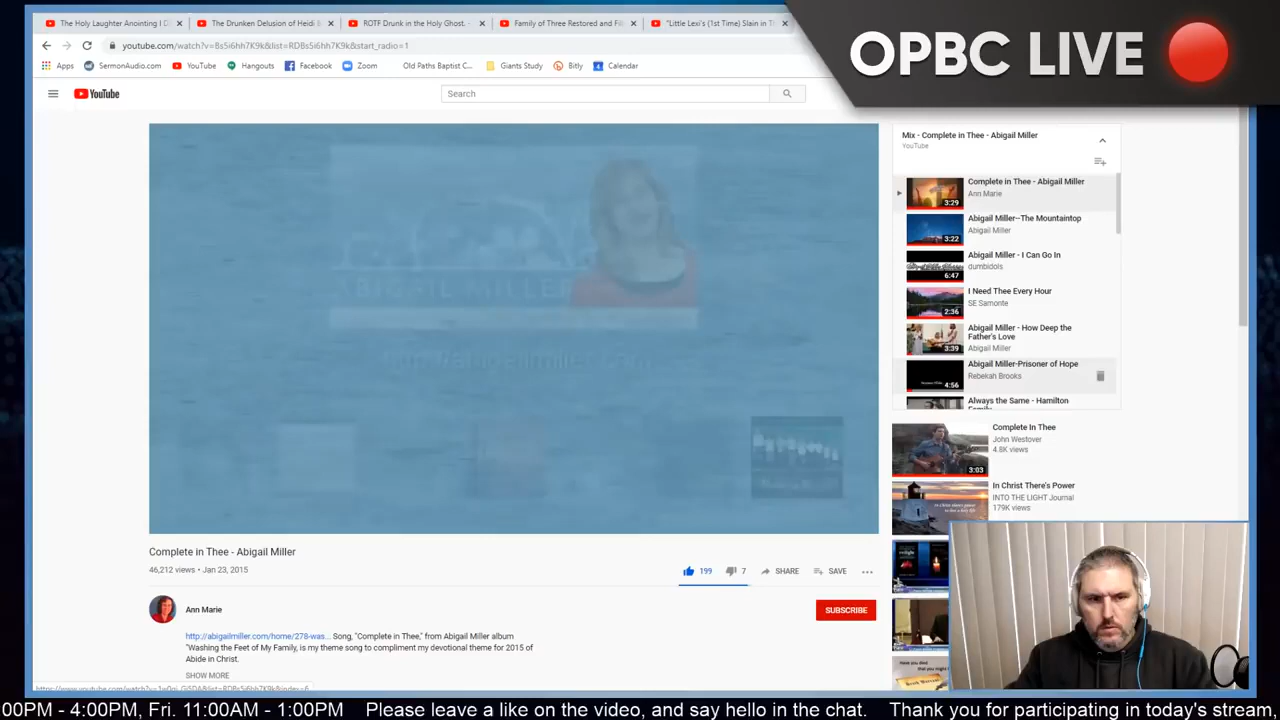 The Holy Laughter Anointing I D
The Drunken Delusion of Heidi B
ROTF Drunk in the Holy Ghost.
Family of Three Restored and Fi
"Little Lexi's (1st Time) Slain in T
OPBC LIVE
youtube.com/watch?v=Bs5i6hh7K9k&list=RDBs5i6hh7K9k&start_radio=1
Apps
SermonAudio.com
YouTube
Hangouts
Facebook
Zoom
Old Paths Baptist C...
Giants Study
Bitly
Calendar
YouTube
Search
Mix - Complete in Thee - Abigail Miller
YouTube
Complete in Thee - Abigail Miller
Ann Marie
3:29
Abigail Miller--The Mountaintop
Abigail Miller
3:22
Abigail Miller - I Can Go In
dumbidols
6:47
I Need Thee Every Hour
SE Samonte
2:36
Abigail Miller - How Deep the
Father's Love
Abigail Miller
3:39
Abigail Miller-Prisoner of Hope
Rebekah Brooks
4:56
Always the Same - Hamilton
Family
Complete In Thee
John Westover
4.8K views
3:03
In Christ There's Power
INTO THE LIGHT Journal
179K views
Complete in Thee - Abigail Miller
46,212 views • Jan 23, 2015
199
7
SHARE
SAVE
Ann Marie
SUBSCRIBE
http://abigailmiller.com/home/278-was... Song, "Complete in Thee," from Abigail Miller album
"Washing the Feet of My Family, is my theme song to compliment my devotional theme for 2015 of
Abide in Christ.
SHOW MORE
00PM - 4:00PM, Fri. 11:00AM - 1:00PM Please leave a like on the video, and say hello in the chat. Thank you for participating in today's stream.